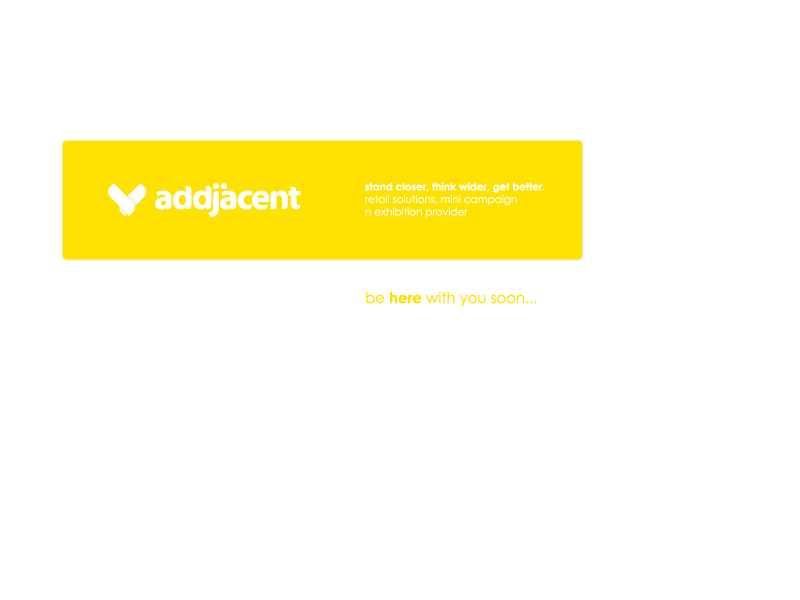 addjacent
stand closer, think wider, get better.
retail solutions, mini campaign
n exhibition provider
be here with you soon...